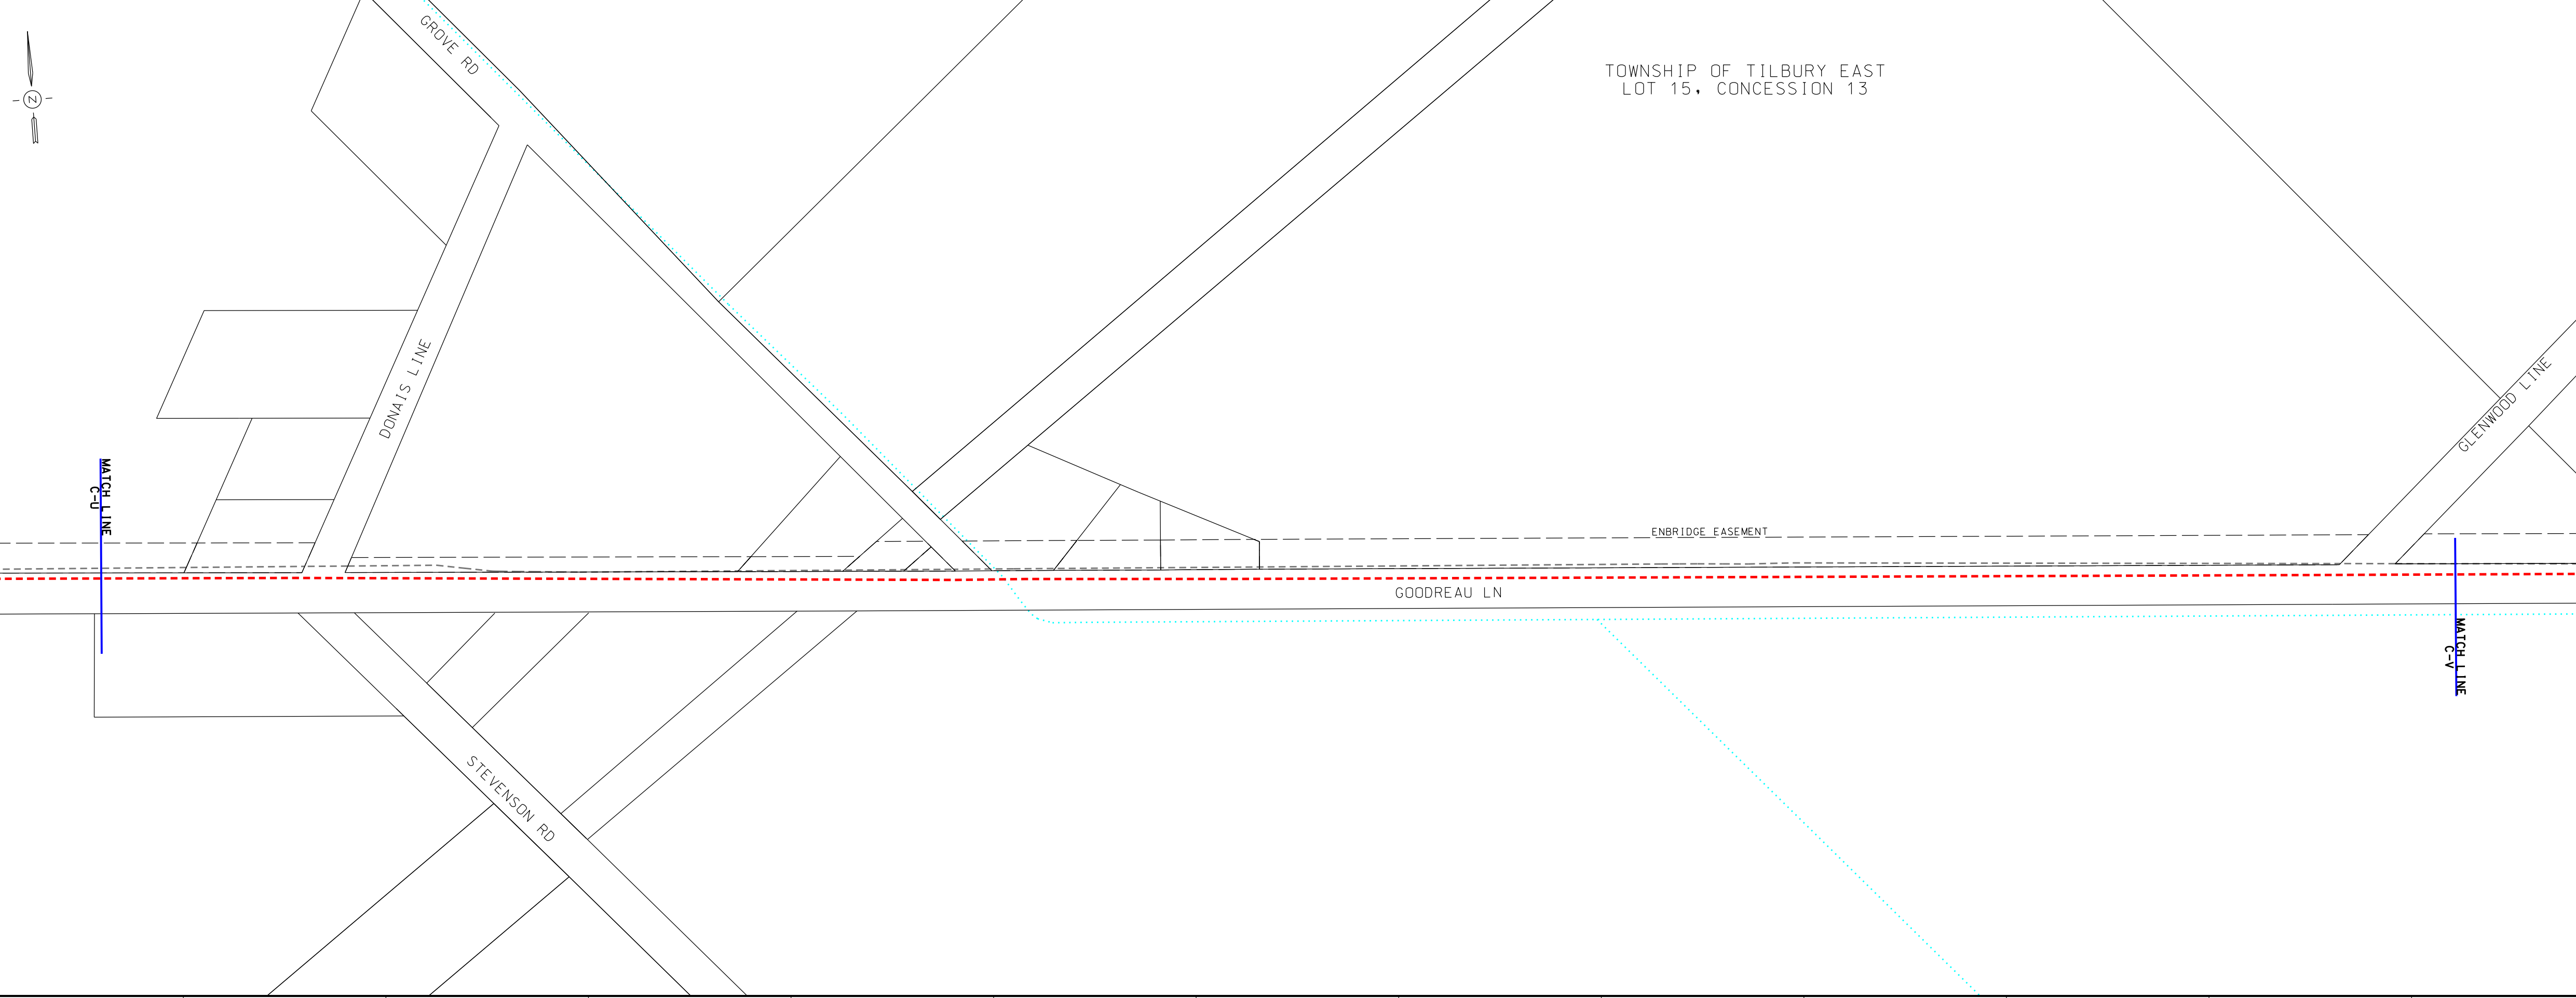 GROVE RD
TOWNSHIP OF TILBURY EAST
LOT 15, CONCESSION 13
N
DONAIS LINE
GLENWOOD LINE
MATCH LINE
C-U
ENBRIDGE EASEMENT
GOODREAU LN
MATCH LINE
C-V
STEVENSON RD